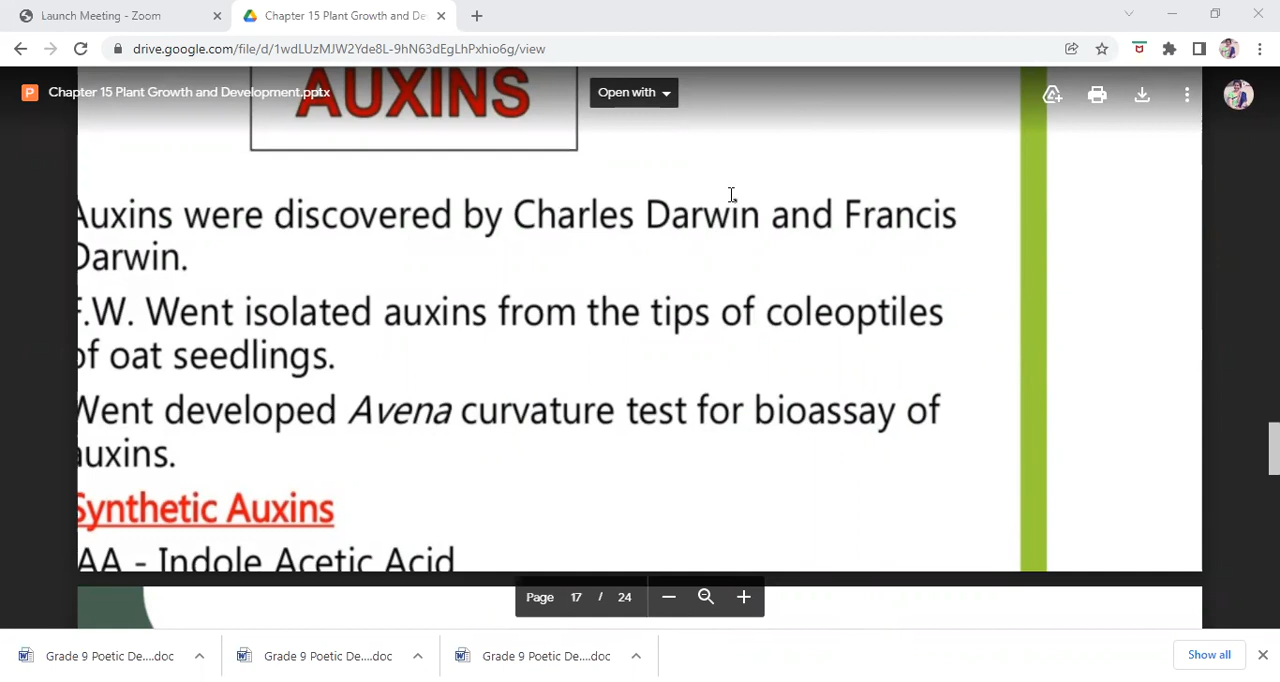 Launch Meeting - Zoom
Chapter 15 Plant Growth and De
drive.google.com/file/d/1wdLUzMJW2Yde8L-9hN63dEgLhPxhio6g/view
AUXINS
Chapter 15 Plant Growth and Development.pptx
Open with
Auxins were discovered by Charles Darwin and Francis
Darwin.
F.W. Went isolated auxins from the tips of coleoptiles
of oat seedlings.
Went developed Avena curvature test for bioassay of
auxins.
Synthetic Auxins
IAA - Indole Acetic Acid
Page 17 / 24
Grade 9 Poetic De....doc
Grade 9 Poetic De....doc
Grade 9 Poetic De....doc
Show all